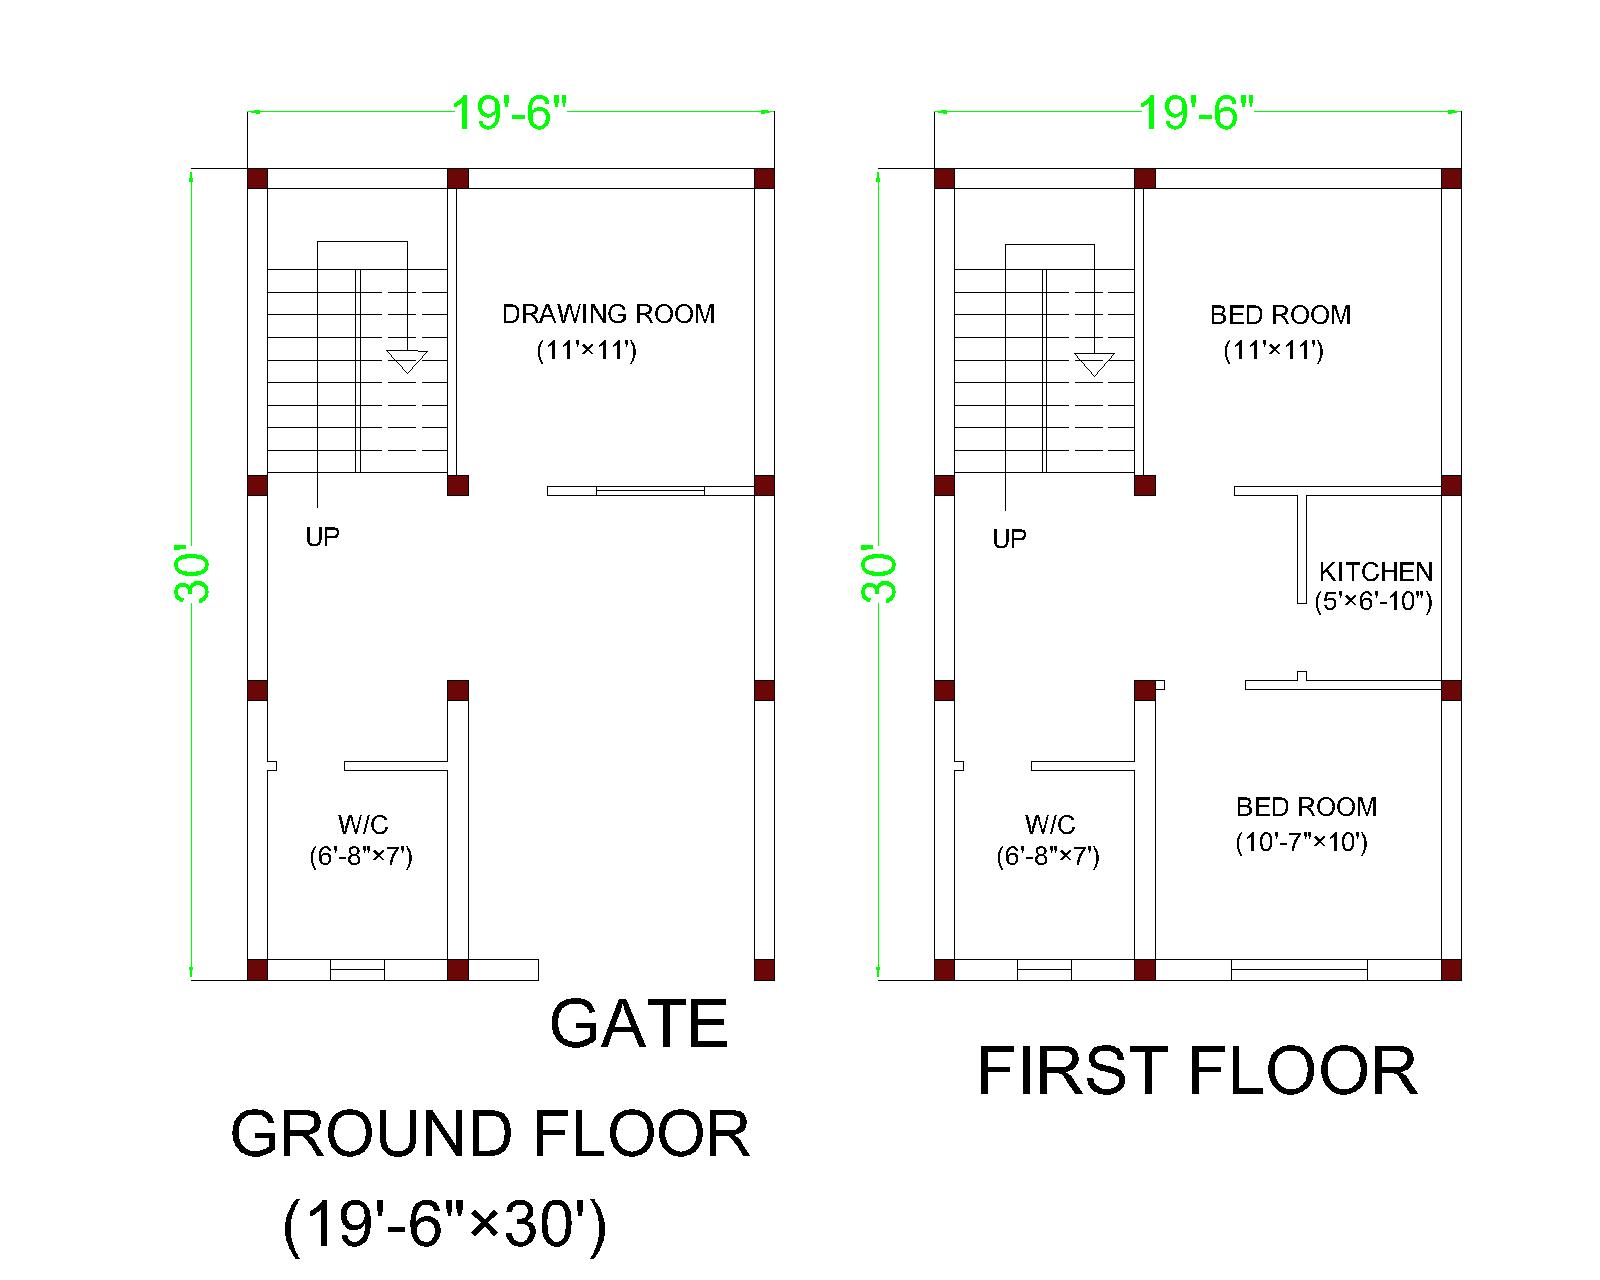 19'-6"
30'
DRAWING ROOM
(11'×11')
UP
W/C
(6'-8"×7')
GATE
GROUND FLOOR
(19'-6"×30')
19'-6"
30'
BED ROOM
(11'×11')
UP
KITCHEN
(5'×6'-10")
W/C
(6'-8"×7')
BED ROOM
(10'-7"×10')
FIRST FLOOR